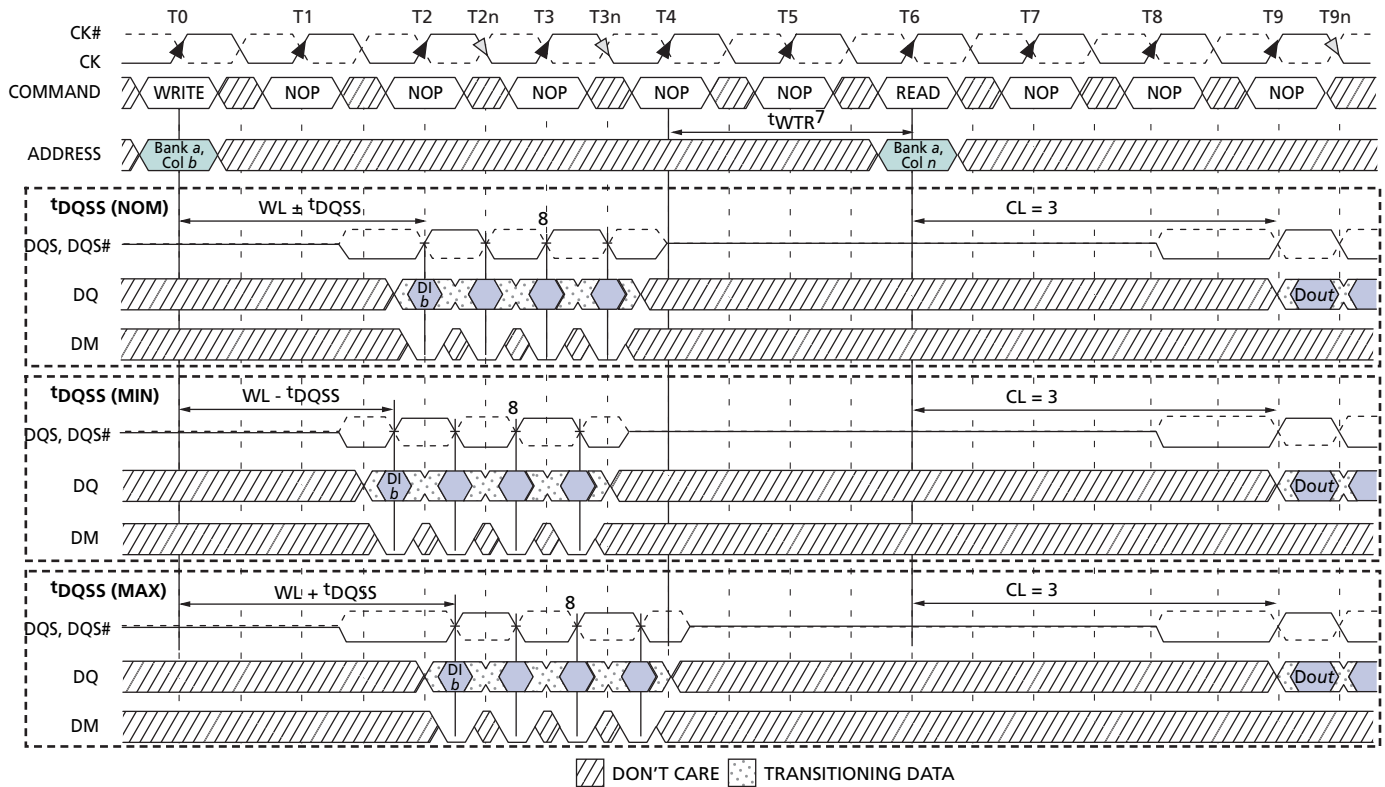 T0 T1 T2 T2n T3 T3n T4 T5 T6 T7 T8 T9 T9n
CK#
CK
COMMAND WRITE NOP NOP NOP NOP NOP READ NOP NOP NOP
tWTR7
ADDRESS Bank a, Col b Bank a, Col n
tDQSS (NOM) WL ± tDQSS CL = 3
8
DQS, DQS#
DQ DI b Dout
DM
tDQSS (MIN) WL - tDQSS CL = 3
8
DQS, DQS#
DQ DI b Dout
DM
tDQSS (MAX) WL + tDQSS CL = 3
8
DQS, DQS#
DQ DI b Dout
DM
DON'T CARE TRANSITIONING DATA